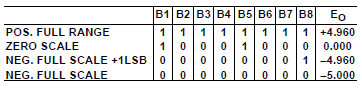 B1 B2 B3 B4 B5 B6 B7 B8 EO
POS. FULL RANGE 1 1 1 1 1 1 1 1 +4.960
ZERO SCALE 1 0 0 0 1 0 0 0 0.000
NEG. FULL SCALE +1LSB 0 0 0 0 0 0 0 1 –4.960
NEG. FULL SCALE 0 0 0 0 0 0 0 0 –5.000